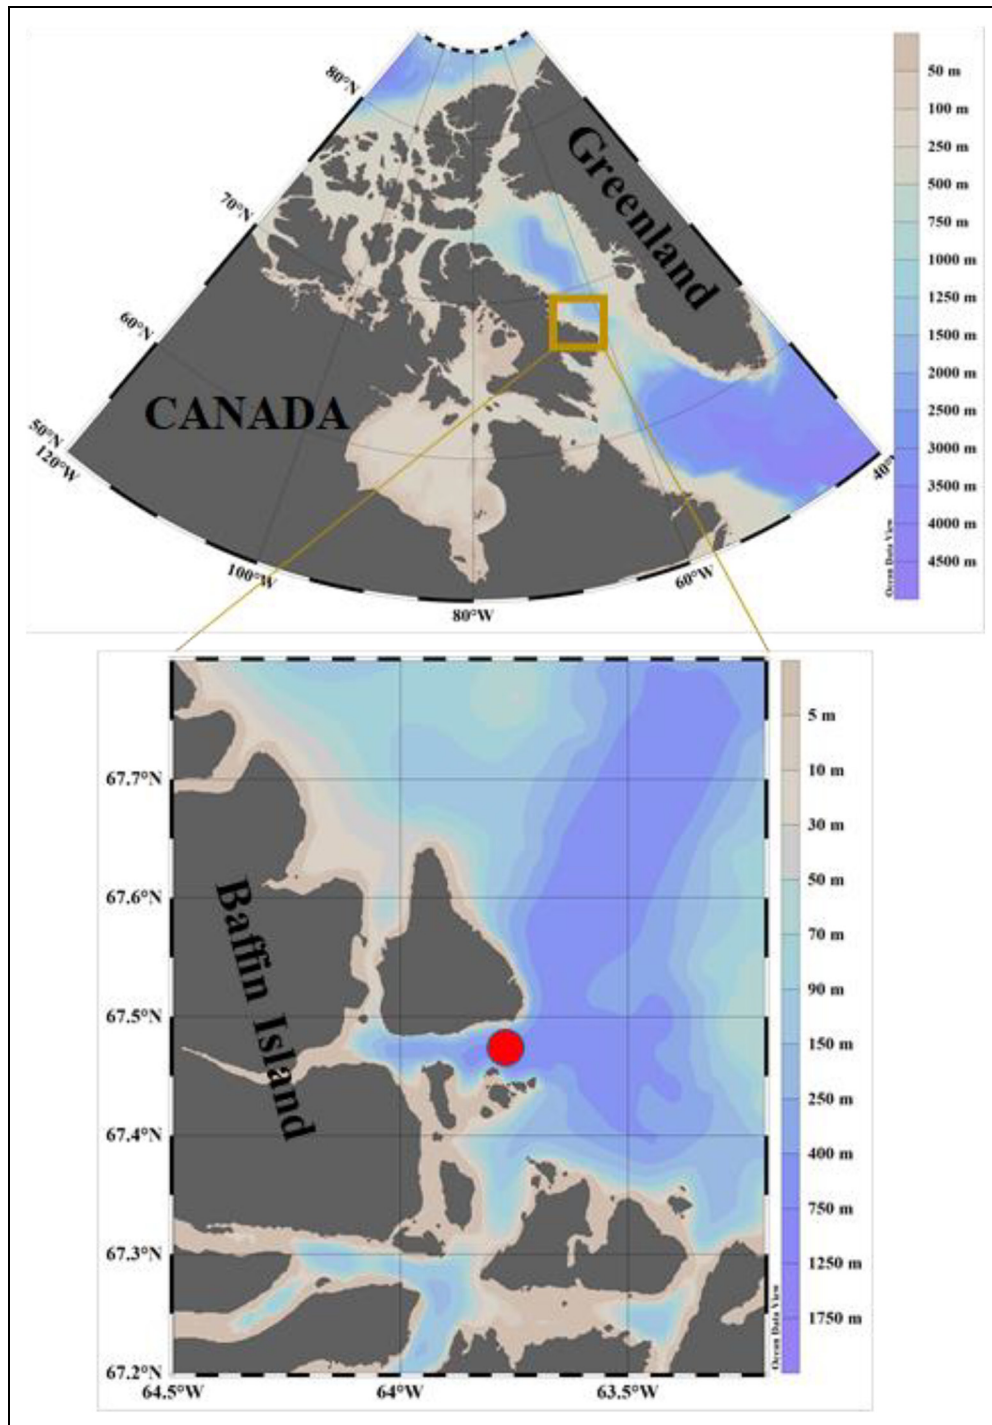 80°N
70°N
60°N
50°N
120°W
100°W
80°W
60°W
40°W
Greenland
CANADA
50 m
100 m
250 m
500 m
750 m
1000 m
1250 m
1500 m
2000 m
2500 m
3000 m
3500 m
4000 m
4500 m
Ocean Data View
67.7°N
67.6°N
67.5°N
67.4°N
67.3°N
67.2°N
64.5°W
64°W
63.5°W
Baffin Island
5 m
10 m
30 m
50 m
70 m
90 m
150 m
250 m
400 m
750 m
1250 m
1750 m
Ocean Data View